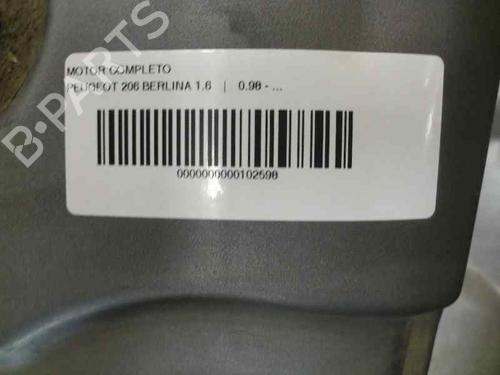 MOTOR COMPLETO
PEUGEOT 206 BERLINA 1.6 | 0.98 - ...
0000000000102598
B-PARTS